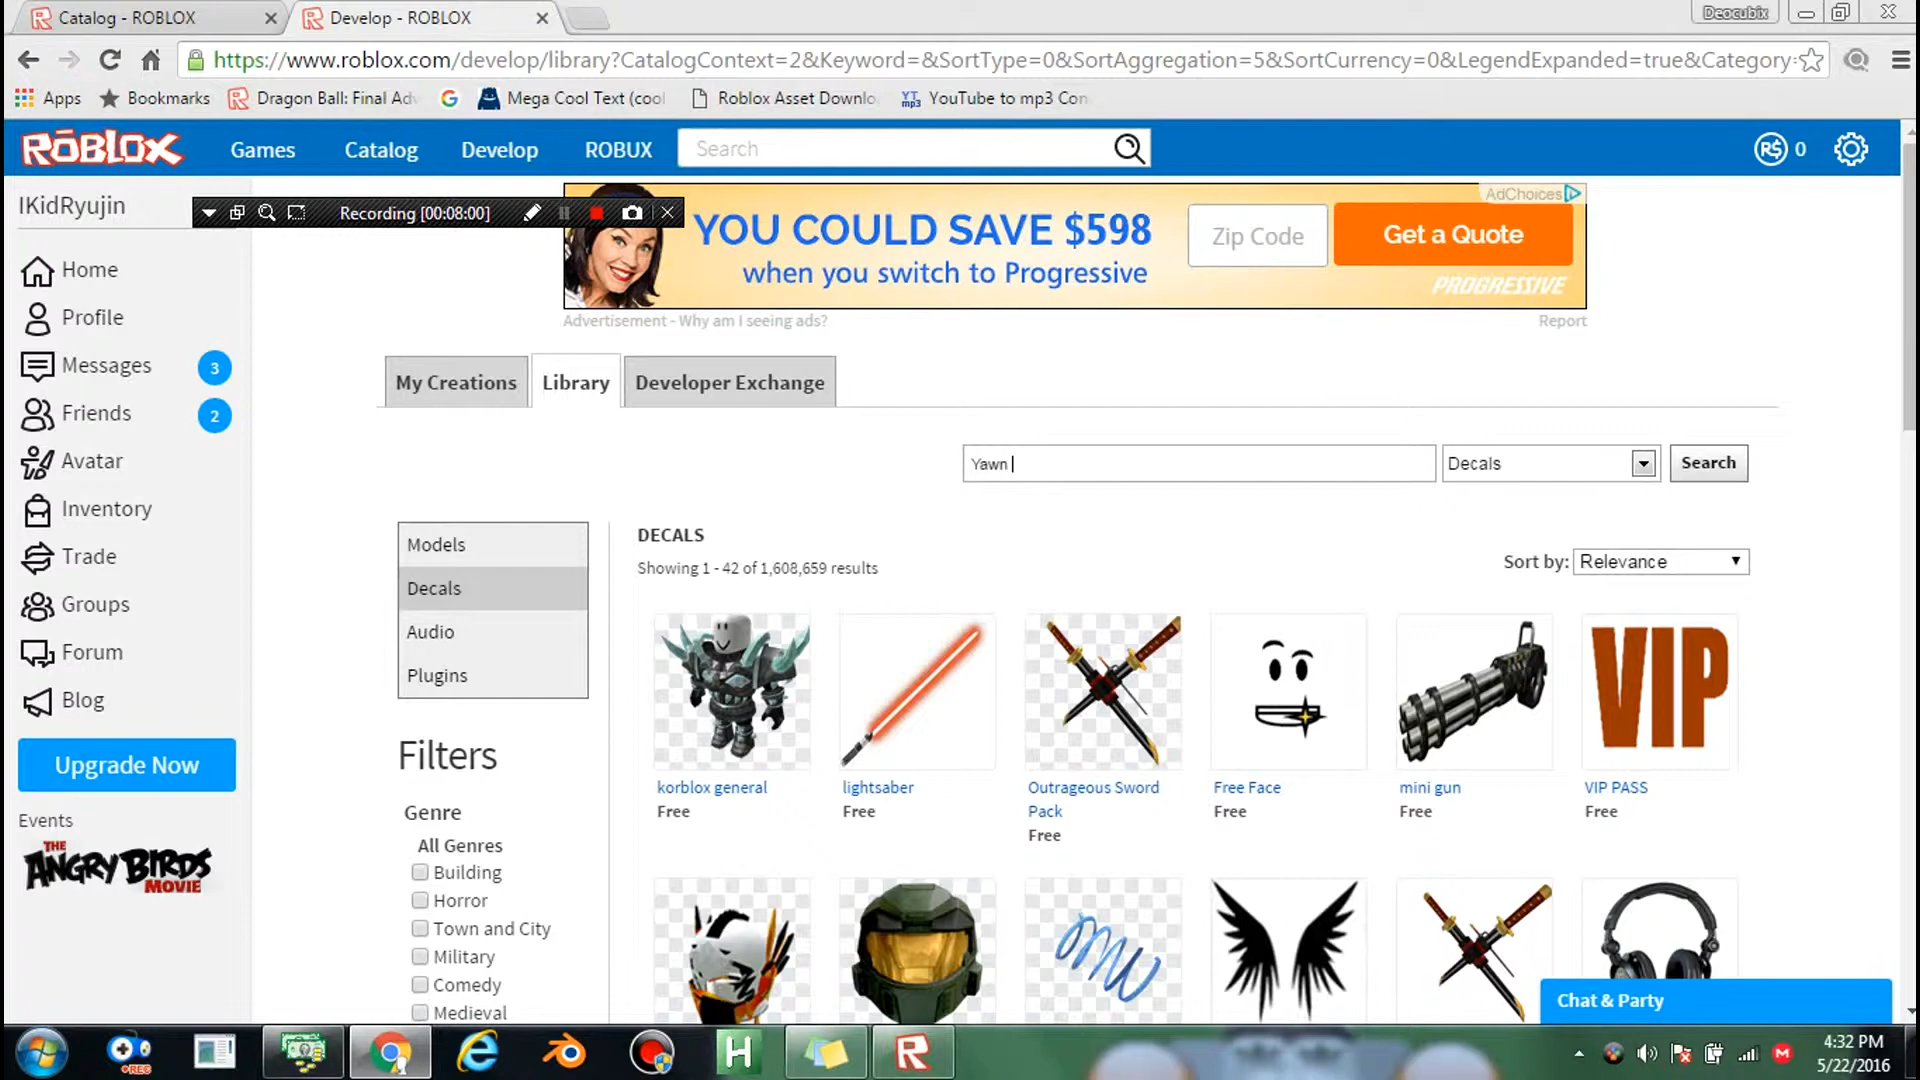 Catalog - ROBLOX
Develop - ROBLOX
Deocubix
https://www.roblox.com/develop/library?CatalogContext=2&Keyword=&SortType=0&SortAggregation=5&SortCurrency=0&LegendExpanded=true&Category
Apps
Bookmarks
Dragon Ball: Final Adv
Mega Cool Text (cool
Roblox Asset Downlo
YouTube to mp3 Con
ROBLOX
Games
Catalog
Develop
ROBUX
Search
R$ 0
IKidRyujin
Recording [00:08:00]
AdChoices
YOU COULD SAVE $598
when you switch to Progressive
Zip Code
Get a Quote
PROGRESSIVE
Advertisement - Why am I seeing ads?
Report
Home
Profile
Messages 3
Friends 2
Avatar
Inventory
Trade
Groups
Forum
Blog
Upgrade Now
Events
THE
ANGRY BIRDS
MOVIE
My Creations
Library
Developer Exchange
Yawn
Decals
Search
Models
Decals
Audio
Plugins
Filters
Genre
All Genres
Building
Horror
Town and City
Military
Comedy
Medieval
DECALS
Showing 1 - 42 of 1,608,659 results
Sort by: Relevance
VIP
korblox general
Free
lightsaber
Free
Outrageous Sword
Pack
Free
Free Face
Free
mini gun
Free
VIP PASS
Free
Chat & Party
REC
4:32 PM
5/22/2016